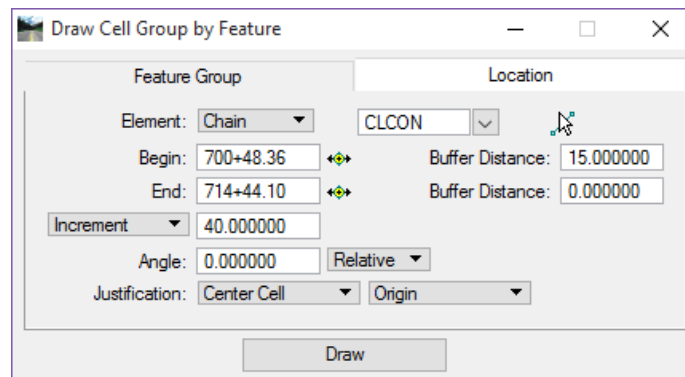 Draw Cell Group by Feature
Feature Group Location
Element: Chain CLCON
Begin: 700+48.36 Buffer Distance: 15.000000
End: 714+44.10 Buffer Distance: 0.000000
Increment 40.000000
Angle: 0.000000 Relative
Justification: Center Cell Origin
Draw